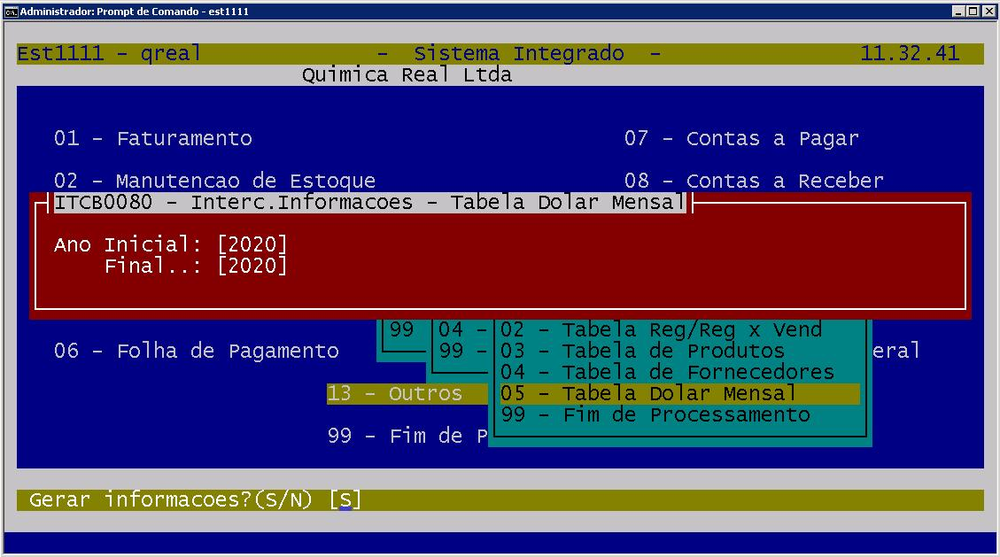 Administrador: Prompt de Comando - est1111
Est1111 - qreal - Sistema Integrado - 11.32.41
Quimica Real Ltda
01 - Faturamento 07 - Contas a Pagar
02 - Manutencao de Estoque 08 - Contas a Receber
ITCB0080 - Interc.Informacoes - Tabela Dolar Mensal
Ano Inicial: [2020]
Final..: [2020]
99 04 - 02 - Tabela Reg/Reg x Vend
06 - Folha de Pagamento 99 - 03 - Tabela de Produtos eral
04 - Tabela de Fornecedores
13 - Outros 05 - Tabela Dolar Mensal
99 - Fim de Processamento
99 - Fim de P
Gerar informacoes?(S/N) [S]